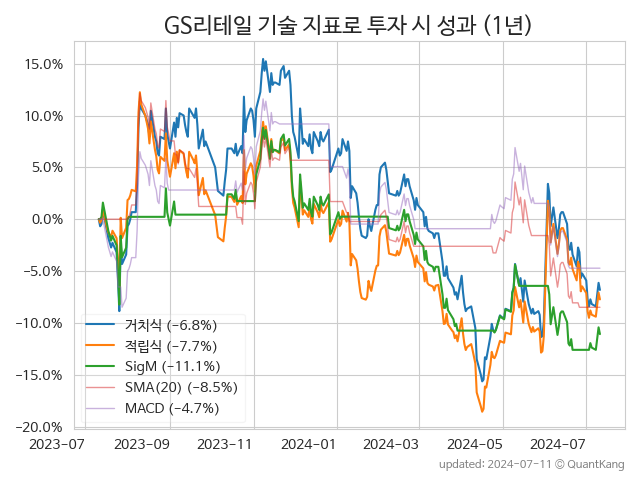 GS리테일 기술 지표로 투자 시 성과 (1년)
15.0%
10.0%
5.0%
0.0%
−5.0%
−10.0%
−15.0%
−20.0%
거치식 (−6.8%)
적립식 (−7.7%)
SigM (−11.1%)
SMA(20) (−8.5%)
MACD (−4.7%)
2023-07 2023-09 2023-11 2024-01 2024-03 2024-05 2024-07
updated: 2024-07-11 © QuantKang